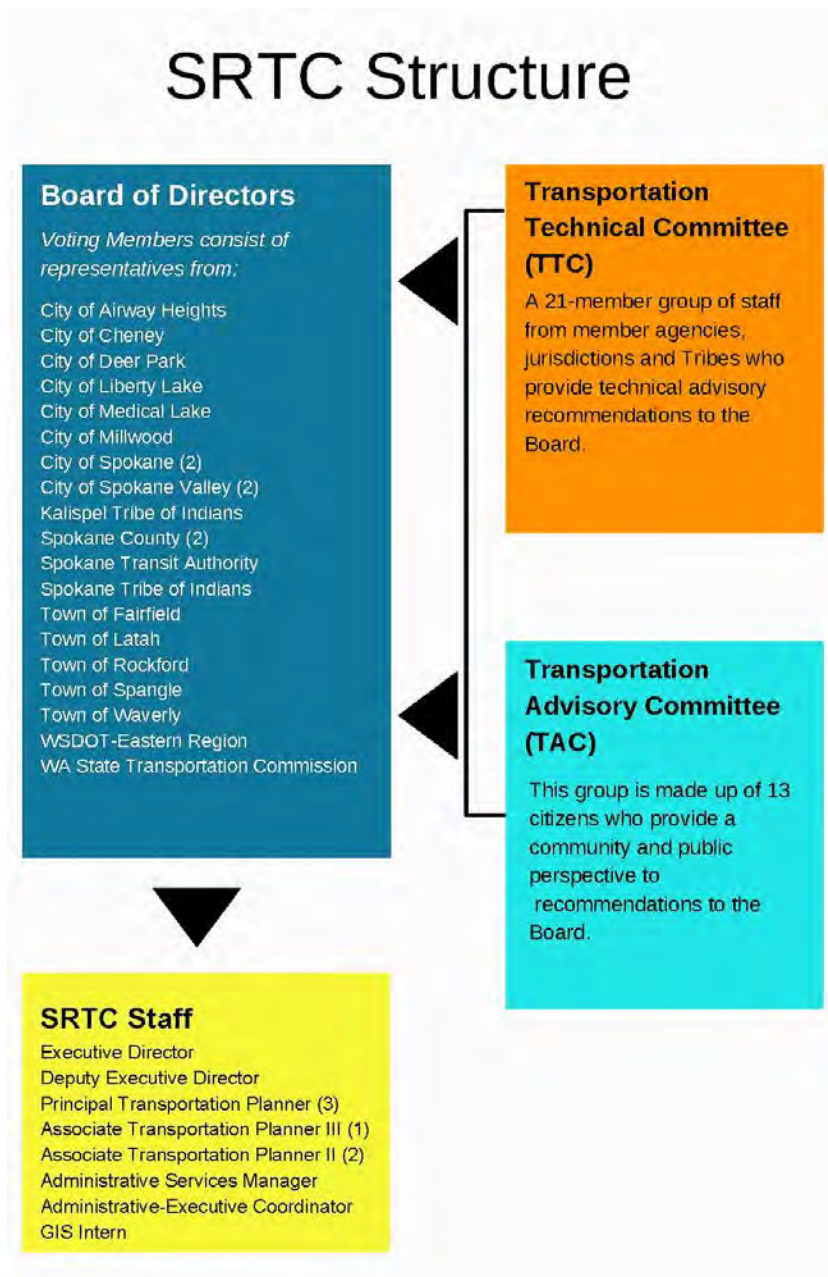 SRTC Structure
Board of Directors
Voting Members consist of
representatives from:
City of Airway Heights
City of Cheney
City of Deer Park
City of Liberty Lake
City of Medical Lake
City of Millwood
City of Spokane (2)
City of Spokane Valley (2)
Kalispel Tribe of Indians
Spokane County (2)
Spokane Transit Authority
Spokane Tribe of Indians
Town of Fairfield
Town of Latah
Town of Rockford
Town of Spangle
Town of Waverly
WSDOT-Eastern Region
WA State Transportation Commission
Transportation
Technical Committee
(TTC)
A 21-member group of staff
from member agencies,
jurisdictions and Tribes who
provide technical advisory
recommendations to the
Board.
Transportation
Advisory Committee
(TAC)
This group is made up of 13
citizens who provide a
community and public
perspective to
recommendations to the
Board.
SRTC Staff
Executive Director
Deputy Executive Director
Principal Transportation Planner (3)
Associate Transportation Planner III (1)
Associate Transportation Planner II (2)
Administrative Services Manager
Administrative-Executive Coordinator
GIS Intern